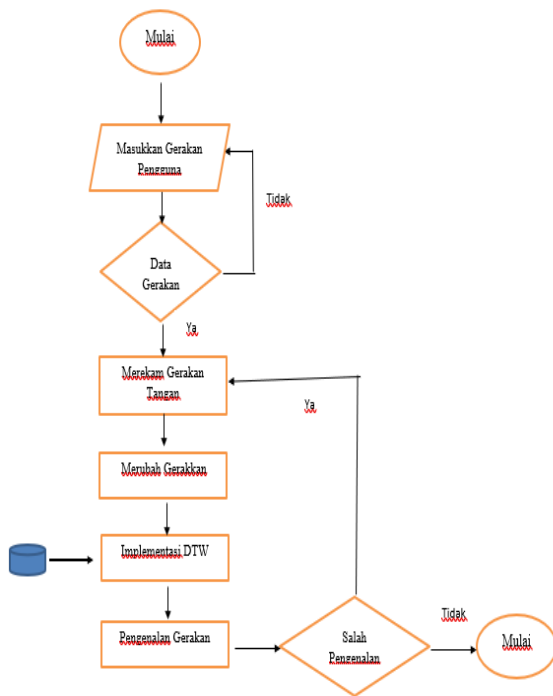 Mulai
Masukkan Gerakan
Pengguna
Tidak
Data
Gerakan
Ya
Merekam Gerakan
Tangan
Ya
Merubah Gerakkan
Implementasi DTW
Pengenalan Gerakan
Salah
Pengenalan
Tidak
Mulai